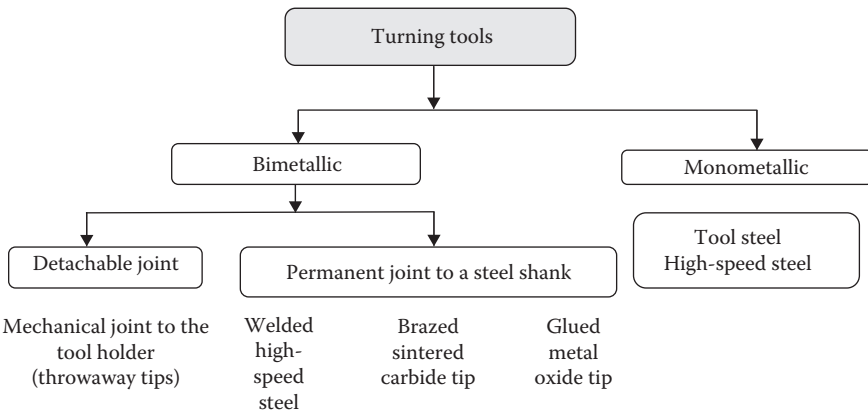 Turning tools
Bimetallic
Monometallic
Tool steel
High-speed steel
Detachable joint
Permanent joint to a steel shank
Mechanical joint to the
tool holder
(throwaway tips)
Welded
high-
speed
steel
Brazed
sintered
carbide tip
Glued
metal
oxide tip